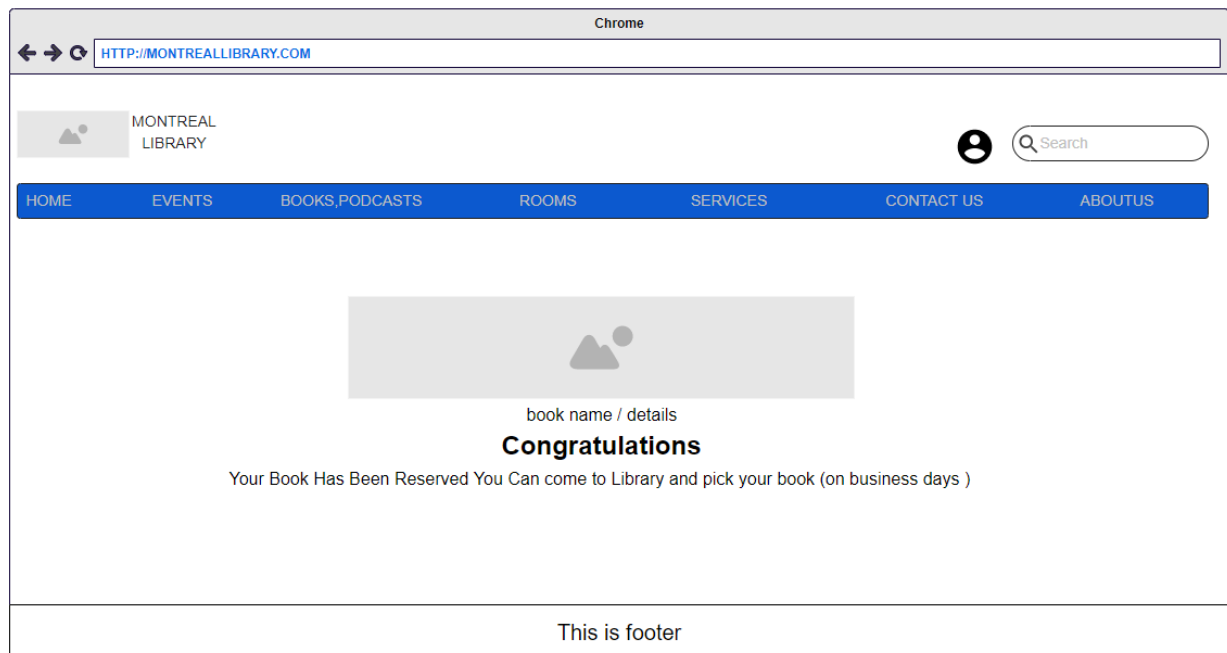 Chrome
HTTP://MONTREALLIBRARY.COM
MONTREAL
LIBRARY
Search
HOME EVENTS BOOKS,PODCASTS ROOMS SERVICES CONTACT US ABOUTUS
book name / details
Congratulations
Your Book Has Been Reserved You Can come to Library and pick your book (on business days )
This is footer